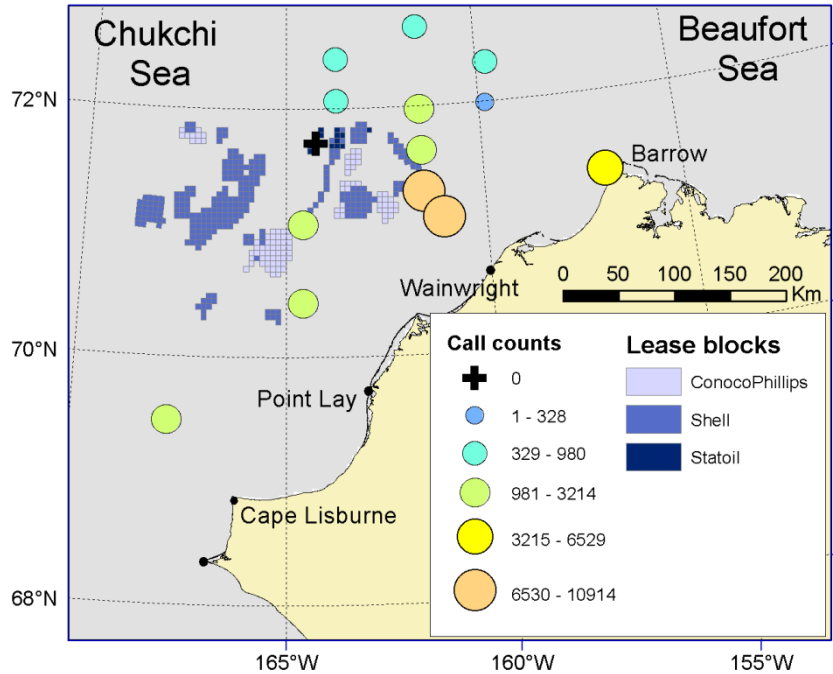 Chukchi
Sea
Beaufort
Sea
72°N
Barrow
Wainwright
0 50 100 150 200
Km
70°N
Point Lay
Cape Lisburne
68°N
Call counts
0
1 - 328
329 - 980
981 - 3214
3215 - 6529
6530 - 10914
Lease blocks
ConocoPhillips
Shell
Statoil
165°W
160°W
155°W